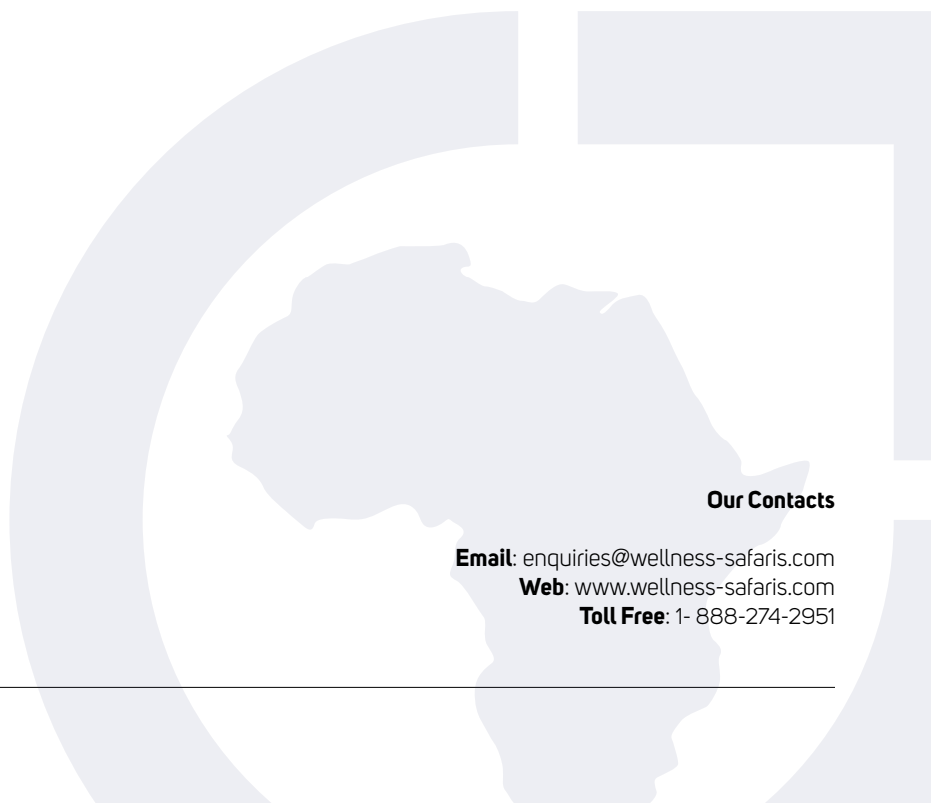 Our Contacts
Email: enquiries@wellness-safaris.com
Web: www.wellness-safaris.com
Toll Free: 1- 888-274-2951